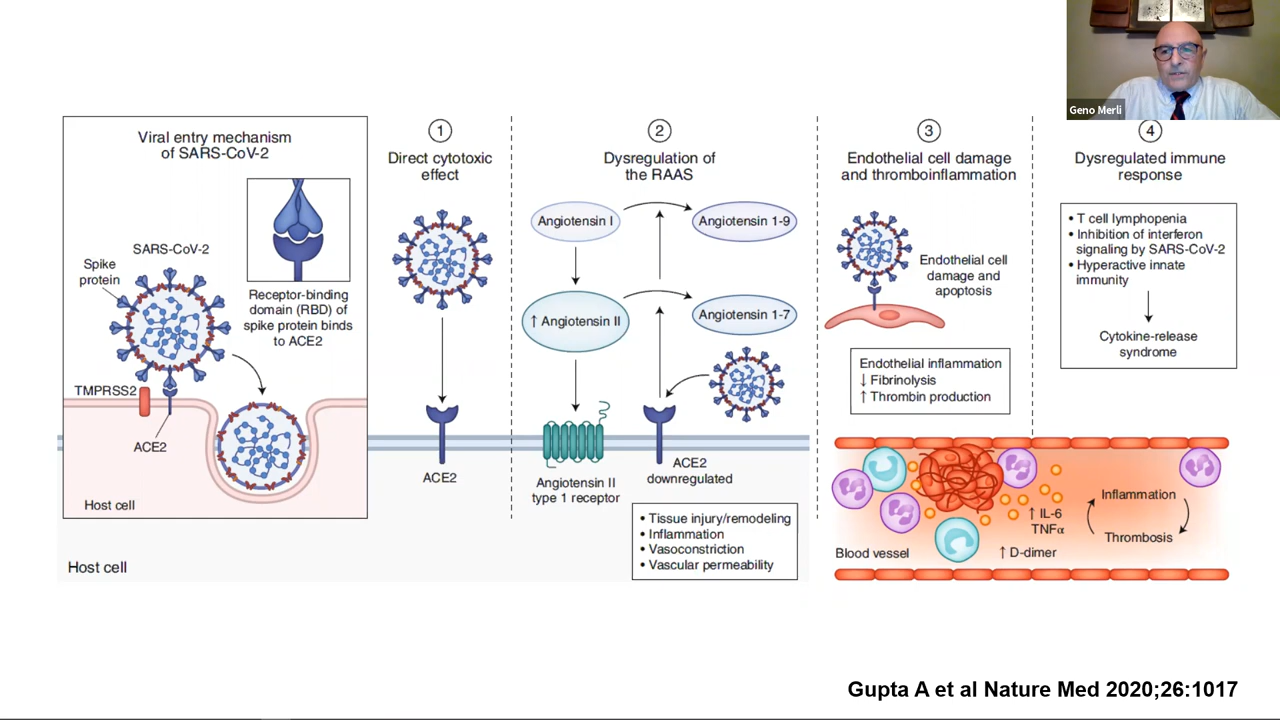 Geno Merli
Viral entry mechanism
of SARS-CoV-2
SARS-CoV-2
Spike
protein
Receptor-binding
domain (RBD) of
spike protein binds
to ACE2
TMPRSS2
ACE2
Host cell
Host cell
1
Direct cytotoxic
effect
ACE2
2
Dysregulation of
the RAAS
Angiotensin I
Angiotensin 1-9
↑ Angiotensin II
Angiotensin 1-7
Angiotensin II
type 1 receptor
ACE2
downregulated
• Tissue injury/remodeling
• Inflammation
• Vasoconstriction
• Vascular permeability
3
Endothelial cell damage
and thromboinflammation
Endothelial cell
damage and
apoptosis
Endothelial inflammation
↓ Fibrinolysis
↑ Thrombin production
4
Dysregulated immune
response
• T cell lymphopenia
• Inhibition of interferon
signaling by SARS-CoV-2
• Hyperactive innate
immunity
Cytokine-release
syndrome
Blood vessel
↑ IL-6
TNFα
↑ D-dimer
Inflammation
Thrombosis
Gupta A et al Nature Med 2020;26:1017